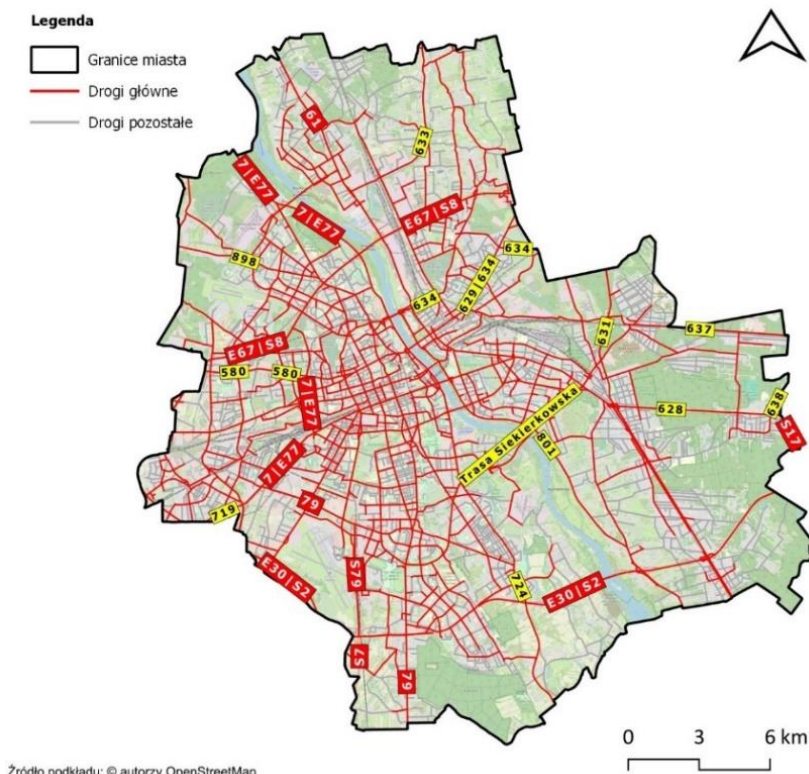 Legenda
Granice miasta
Drogi główne
Drogi pozostałe
61
633
7|E77
7|E77
E67|S8
634
898
629|634
634
631
637
E67|S8
580
580
7|E77
638
628
S17
Trasa Siekierkowska
801
7|E77
79
719
E30|S2
S79
724
E30|S2
S7
79
0 3 6 km
Źródło podkładu: © autorzy OpenStreetMap